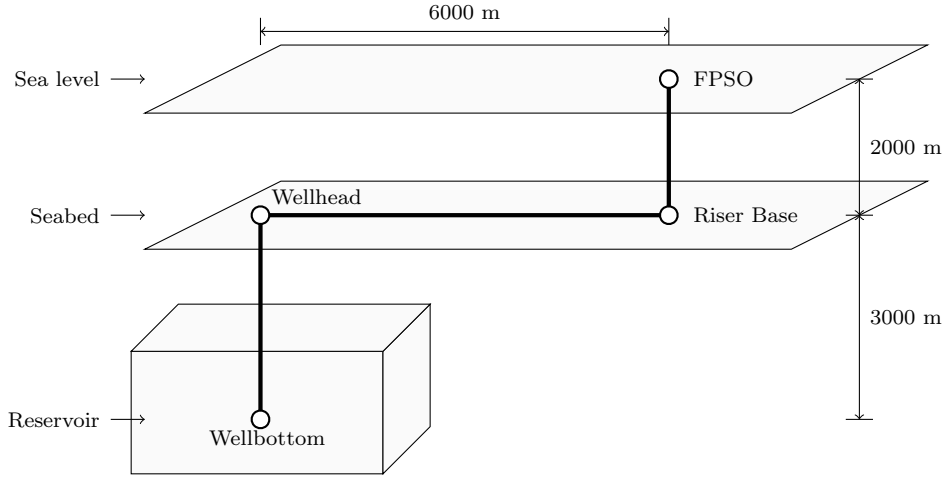 6000 m
Sea level
FPSO
2000 m
Wellhead
Seabed
Riser Base
3000 m
Reservoir
Wellbottom